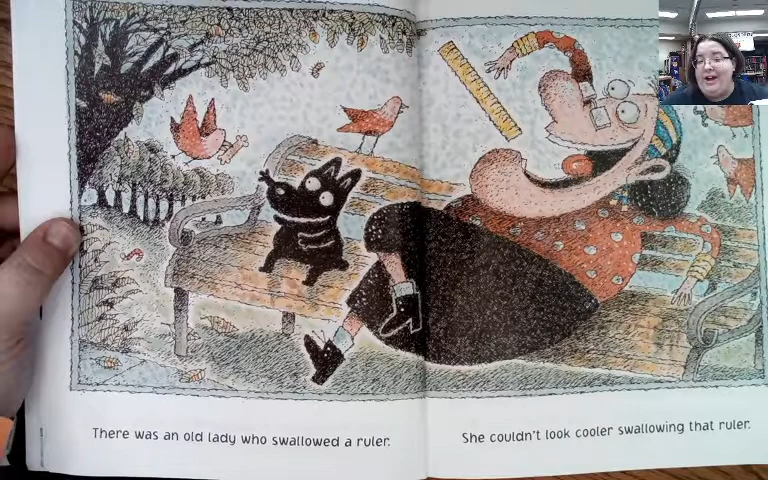 There was an old lady who swallowed a ruler.
She couldn't look cooler swallowing that ruler.